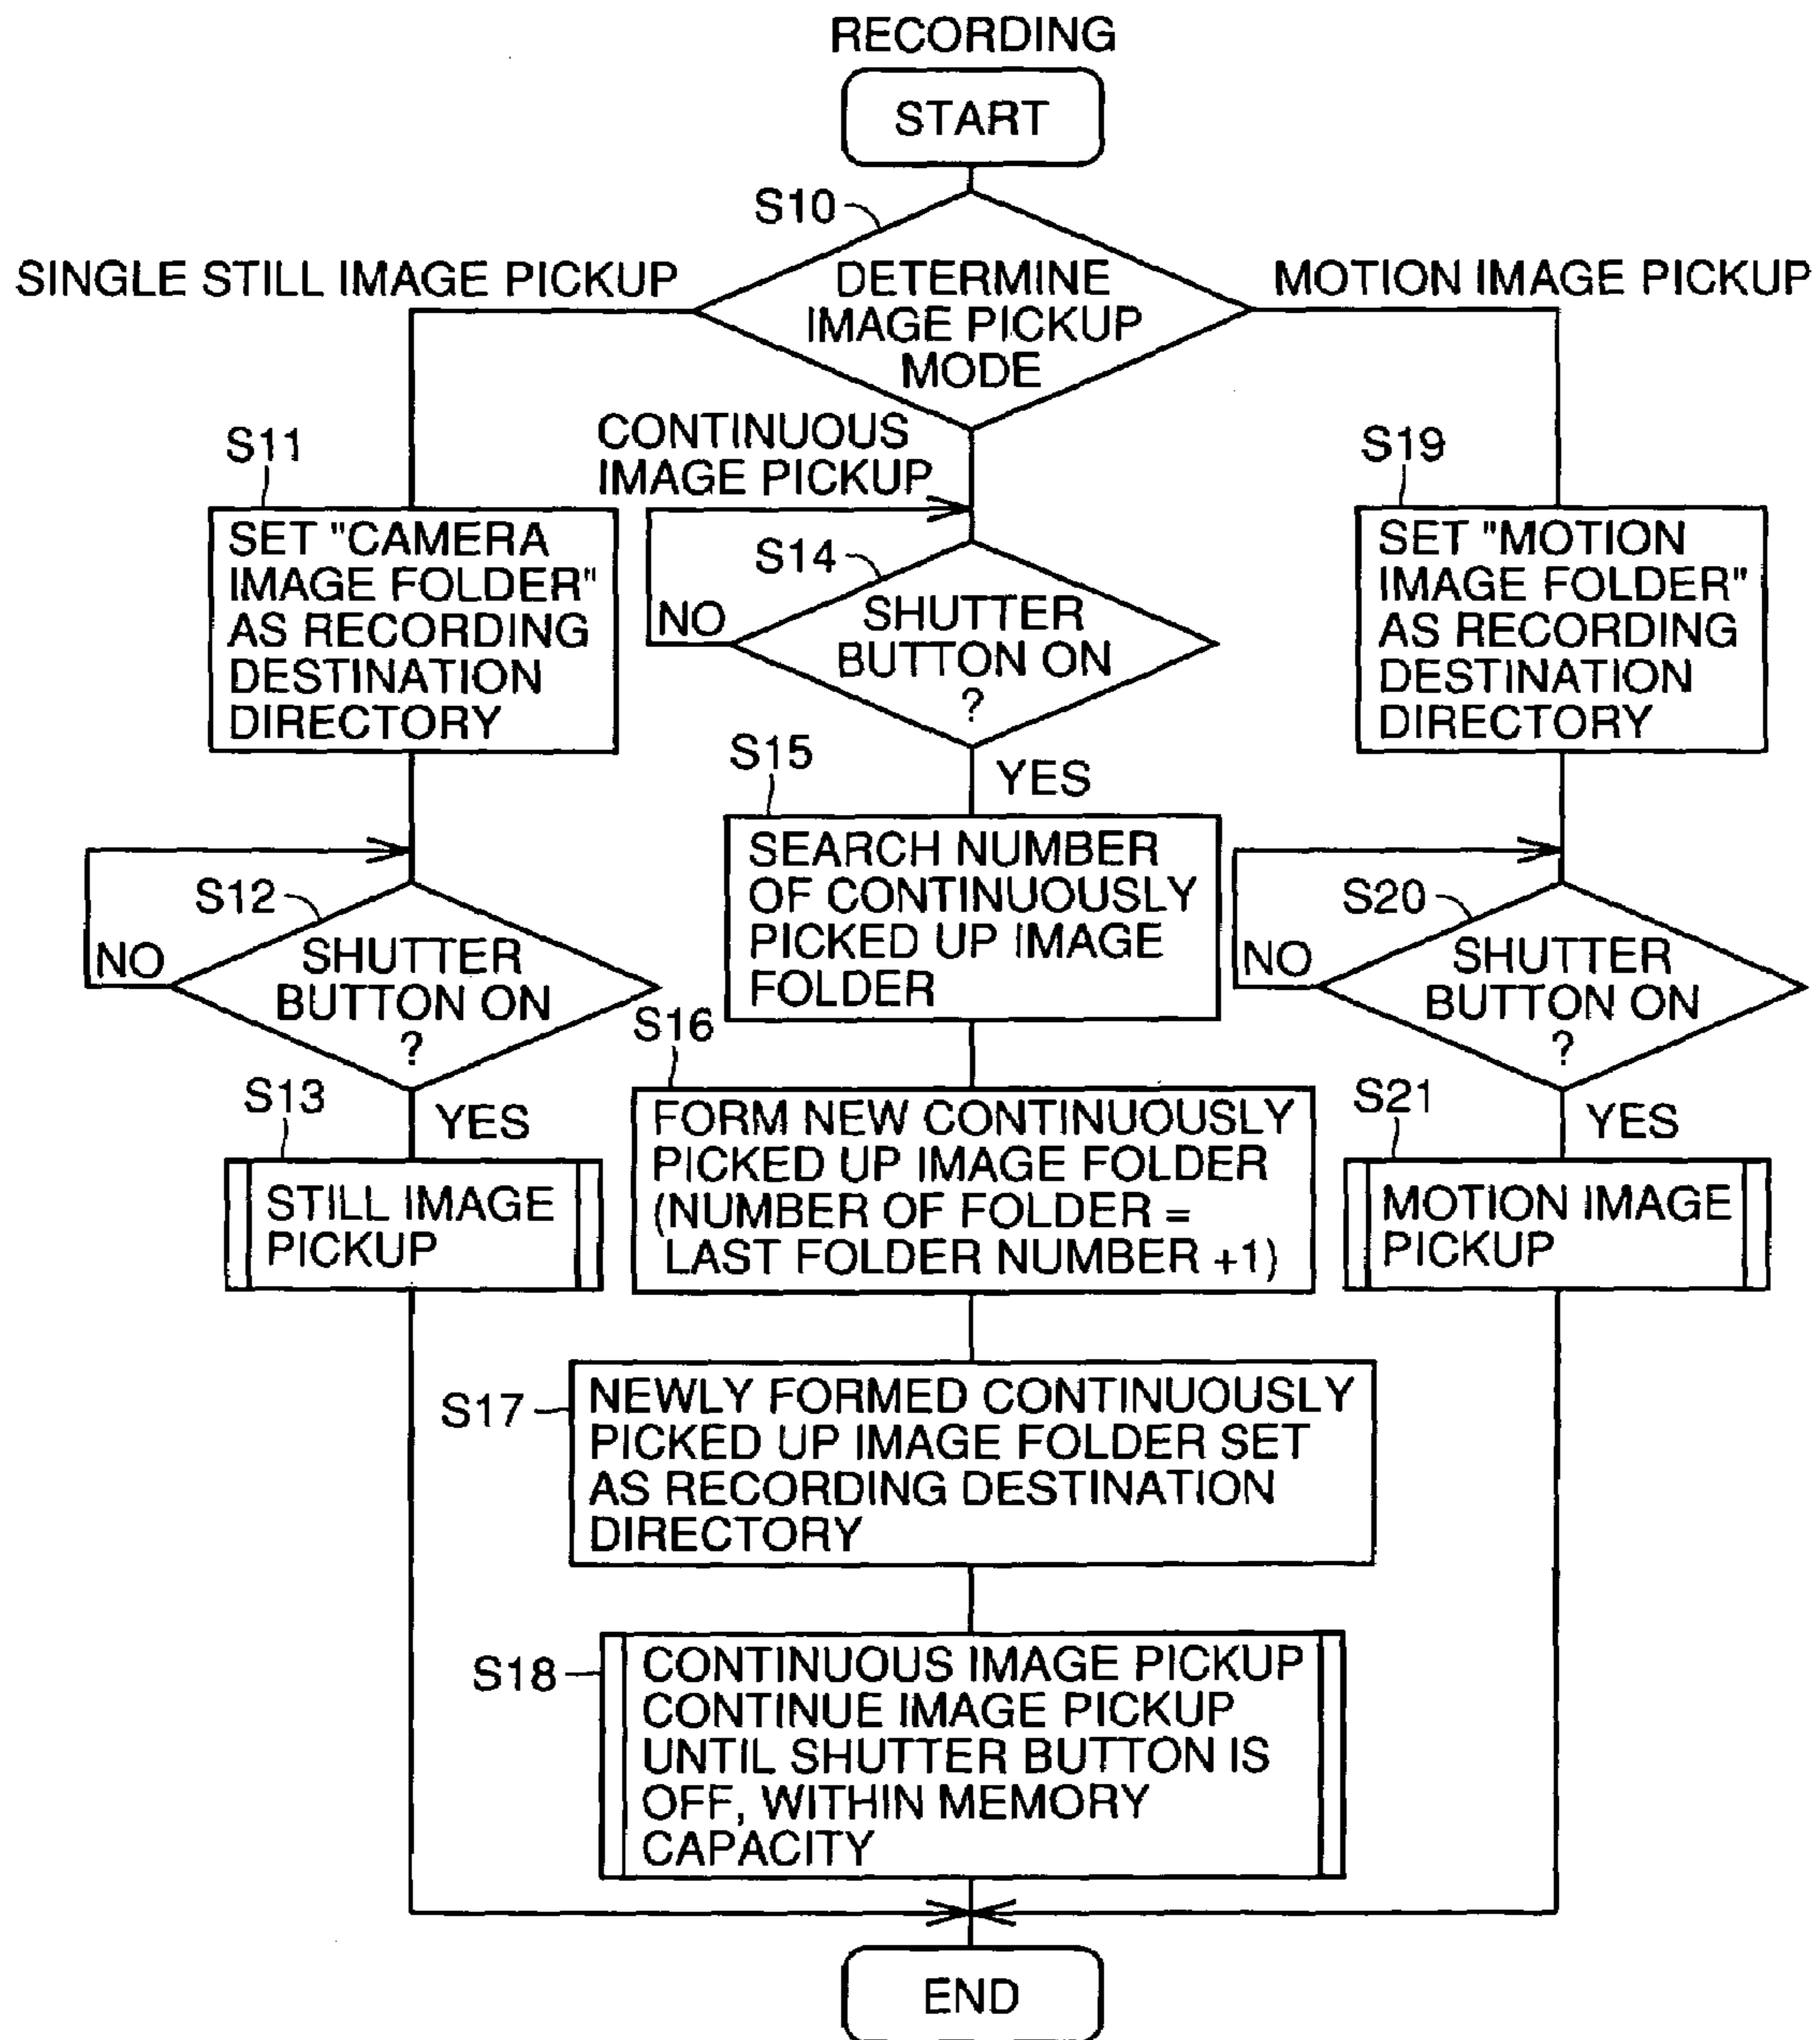 RECORDING
START
S10
DETERMINE
IMAGE PICKUP
MODE
SINGLE STILL IMAGE PICKUP
MOTION IMAGE PICKUP
CONTINUOUS
IMAGE PICKUP
S11
SET "CAMERA
IMAGE FOLDER"
AS RECORDING
DESTINATION
DIRECTORY
S12
SHUTTER
BUTTON ON
?
NO
YES
S13
STILL IMAGE
PICKUP
S14
SHUTTER
BUTTON ON
?
NO
YES
S15
SEARCH NUMBER
OF CONTINUOUSLY
PICKED UP IMAGE
FOLDER
S16
FORM NEW CONTINUOUSLY
PICKED UP IMAGE FOLDER
(NUMBER OF FOLDER =
LAST FOLDER NUMBER +1)
S17
NEWLY FORMED CONTINUOUSLY
PICKED UP IMAGE FOLDER SET
AS RECORDING DESTINATION
DIRECTORY
S18
CONTINUOUS IMAGE PICKUP
CONTINUE IMAGE PICKUP
UNTIL SHUTTER BUTTON IS
OFF, WITHIN MEMORY
CAPACITY
S19
SET "MOTION
IMAGE FOLDER"
AS RECORDING
DESTINATION
DIRECTORY
S20
SHUTTER
BUTTON ON
?
NO
YES
S21
MOTION IMAGE
PICKUP
END